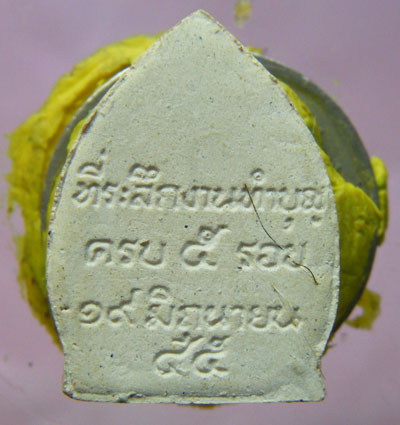 ที่ระลึกงานทำบุญ
ครบ ๕ รอบ
๑๙ มิถุนายน
๕๕